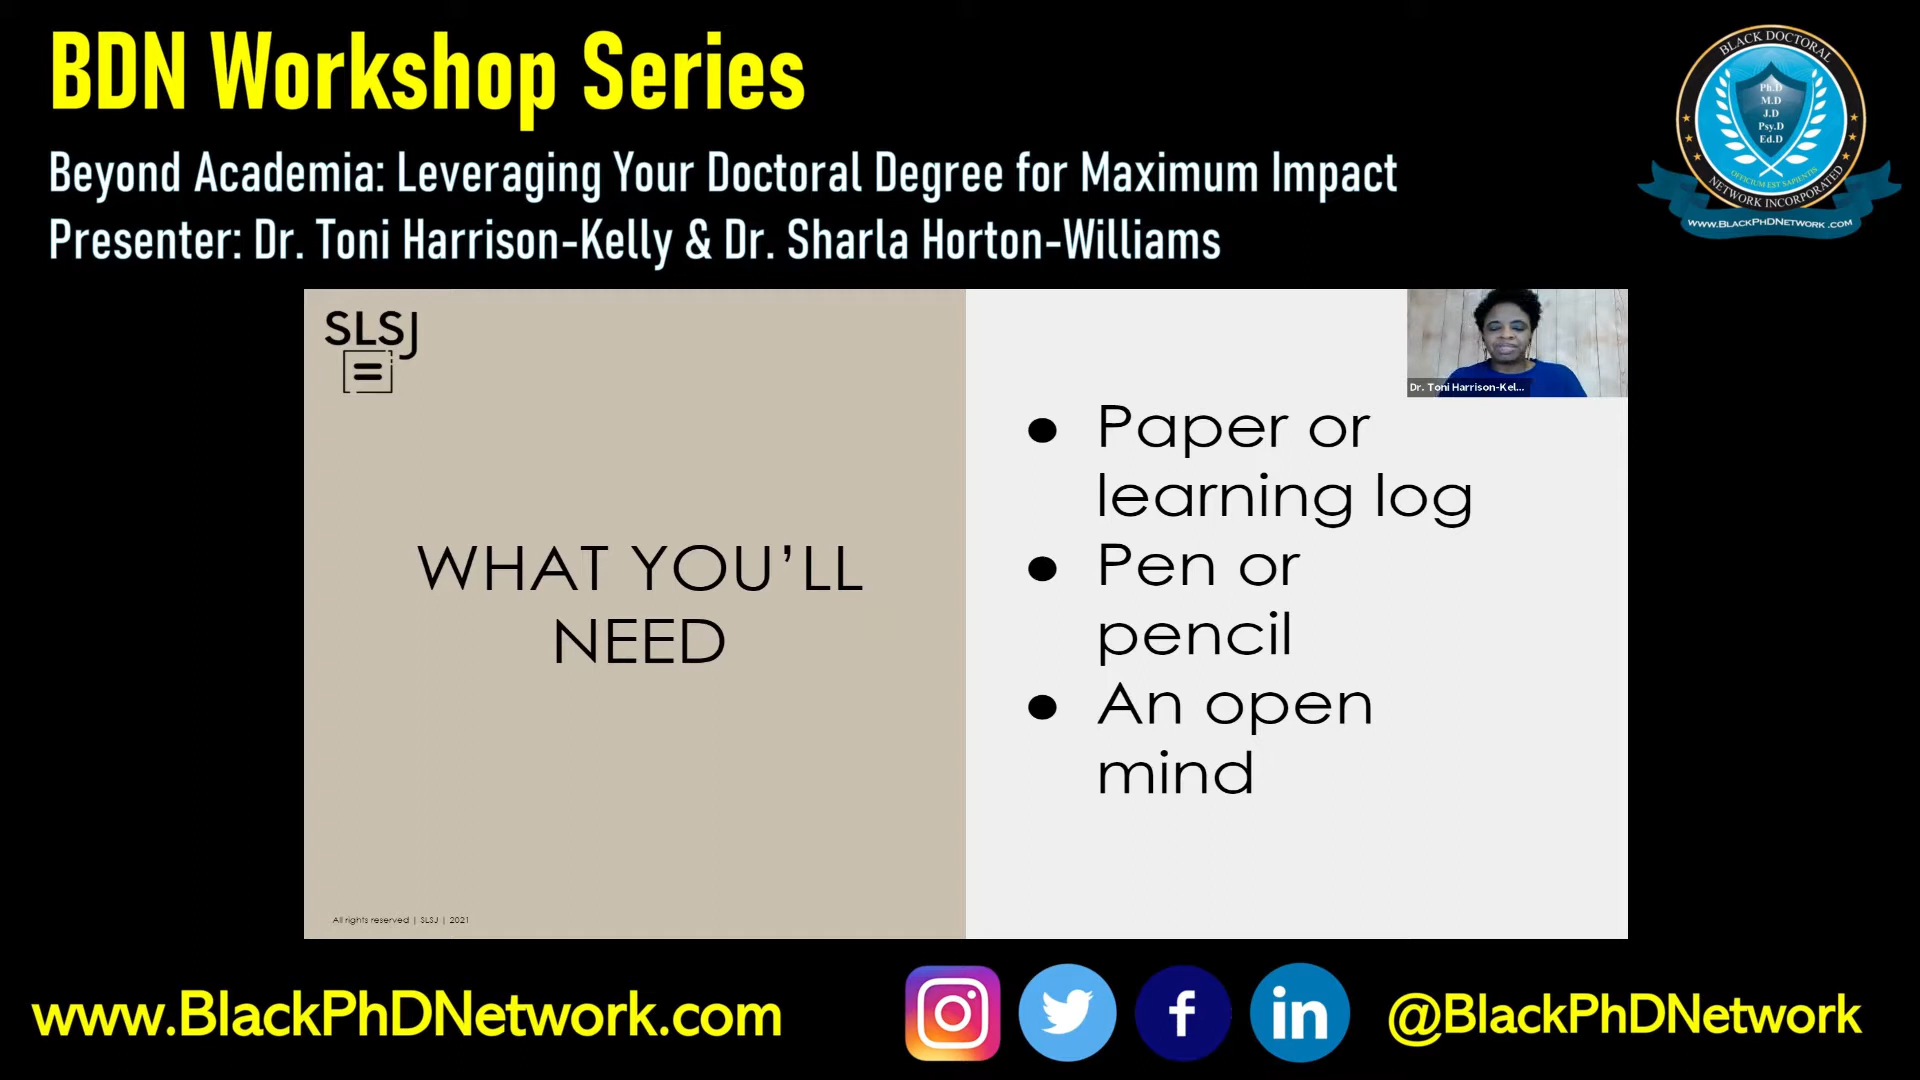 BDN Workshop Series
Beyond Academia: Leveraging Your Doctoral Degree for Maximum Impact
Presenter: Dr. Toni Harrison-Kelly & Dr. Sharla Horton-Williams
BLACK DOCTORAL
Ph.D
M.D
J.D
Psy.D
Ed.D
OFFICIUM EST SAPIENTIS
NETWORK INCORPORATED
www.BlackPhDNetwork.com
SLSJ
WHAT YOU’LL
NEED
All rights reserved | SLSJ | 2021
Dr. Toni Harrison-Kel...
● Paper or
learning log
● Pen or
pencil
● An open
mind
www.BlackPhDNetwork.com
@BlackPhDNetwork